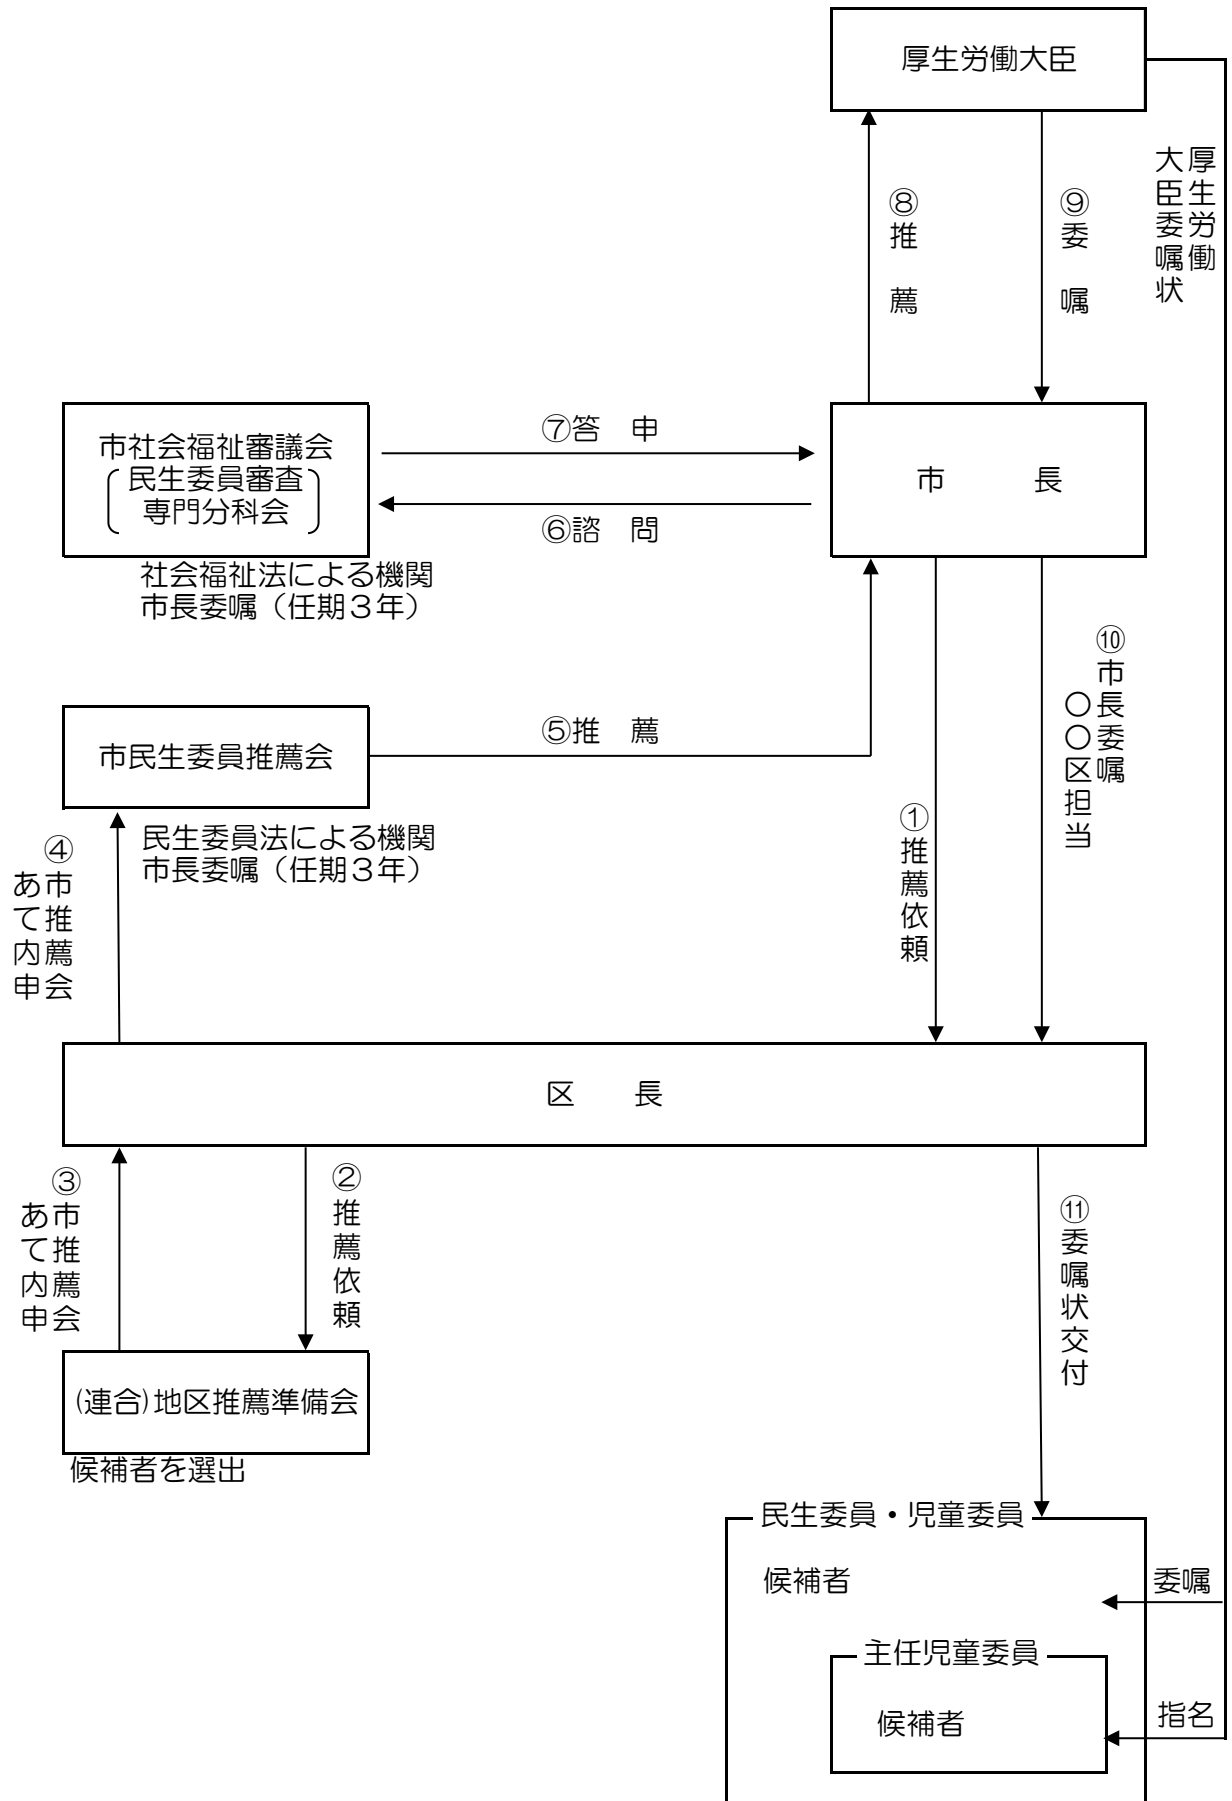 厚生労働大臣
厚生労働
大臣委嘱状
⑧推　薦
⑨委　嘱
市社会福祉審議会
民生委員審査
専門分科会
⑦答　申
⑥諮　問
市　　　長
社会福祉法による機関
市長委嘱（任期３年）
⑩市長委嘱
〇〇区担当
市民生委員推薦会
⑤推　薦
民生委員法による機関
市長委嘱（任期３年）
①推薦依頼
④市推薦会
あて内申
区　　長
③市推薦会
あて内申
②推薦依頼
⑪委嘱状交付
(連合)地区推薦準備会
候補者を選出
民生委員・児童委員
候補者
委嘱
主任児童委員
候補者
指名